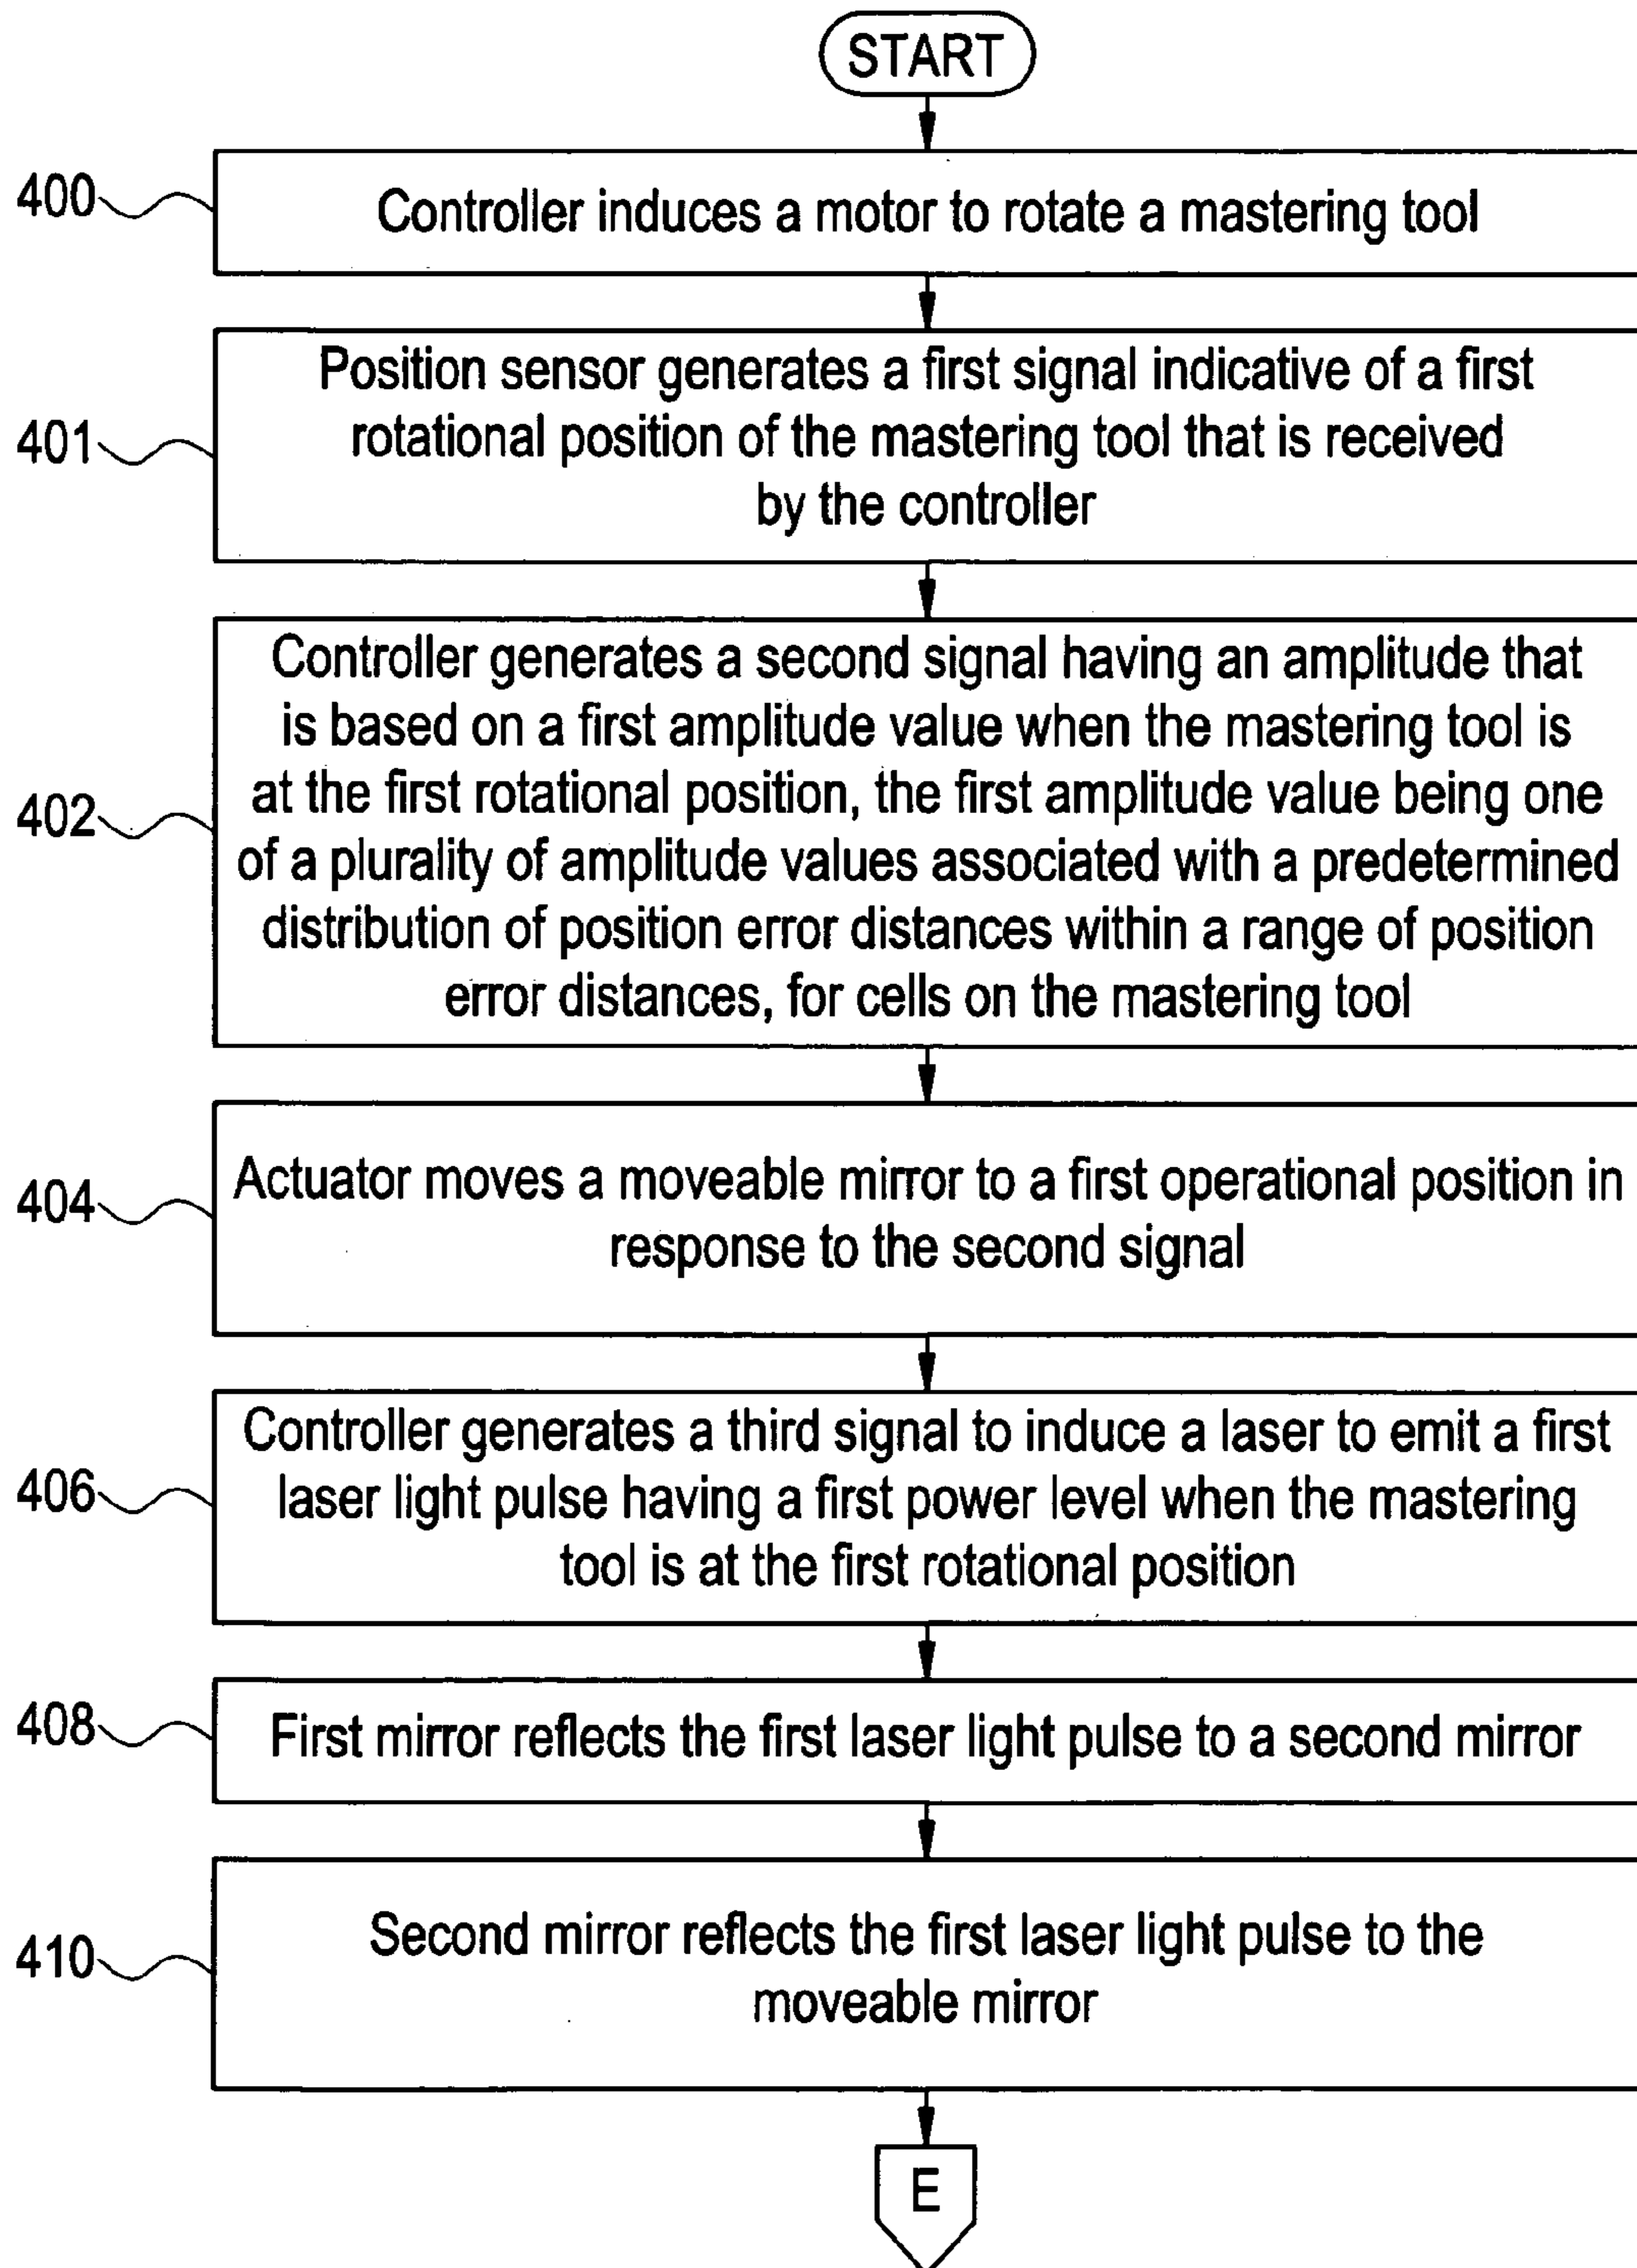 START
400
Controller induces a motor to rotate a mastering tool
401
Position sensor generates a first signal indicative of a first
rotational position of the mastering tool that is received
by the controller
402
Controller generates a second signal having an amplitude that
is based on a first amplitude value when the mastering tool is
at the first rotational position, the first amplitude value being one
of a plurality of amplitude values associated with a predetermined
distribution of position error distances within a range of position
error distances, for cells on the mastering tool
404
Actuator moves a moveable mirror to a first operational position in
response to the second signal
406
Controller generates a third signal to induce a laser to emit a first
laser light pulse having a first power level when the mastering
tool is at the first rotational position
408
First mirror reflects the first laser light pulse to a second mirror
410
Second mirror reflects the first laser light pulse to the
moveable mirror
E